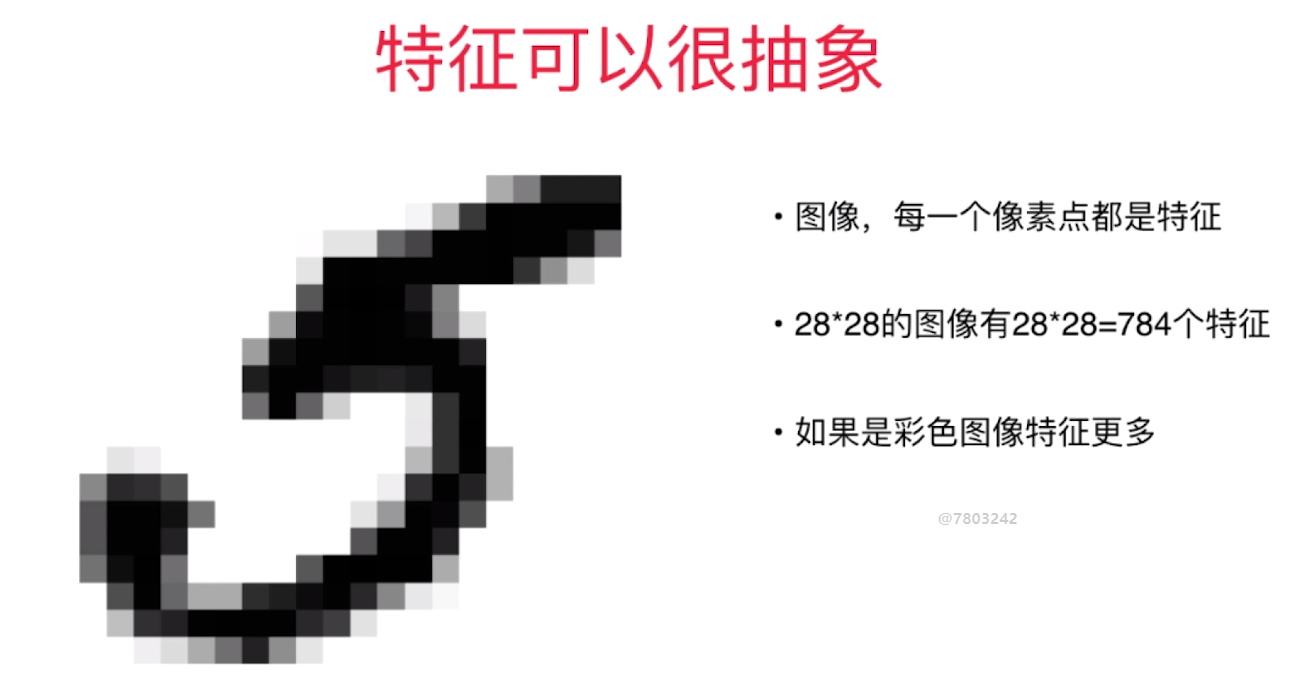 特征可以很抽象
• 图像，每一个像素点都是特征
• 28*28的图像有28*28=784个特征
• 如果是彩色图像特征更多
@7803242